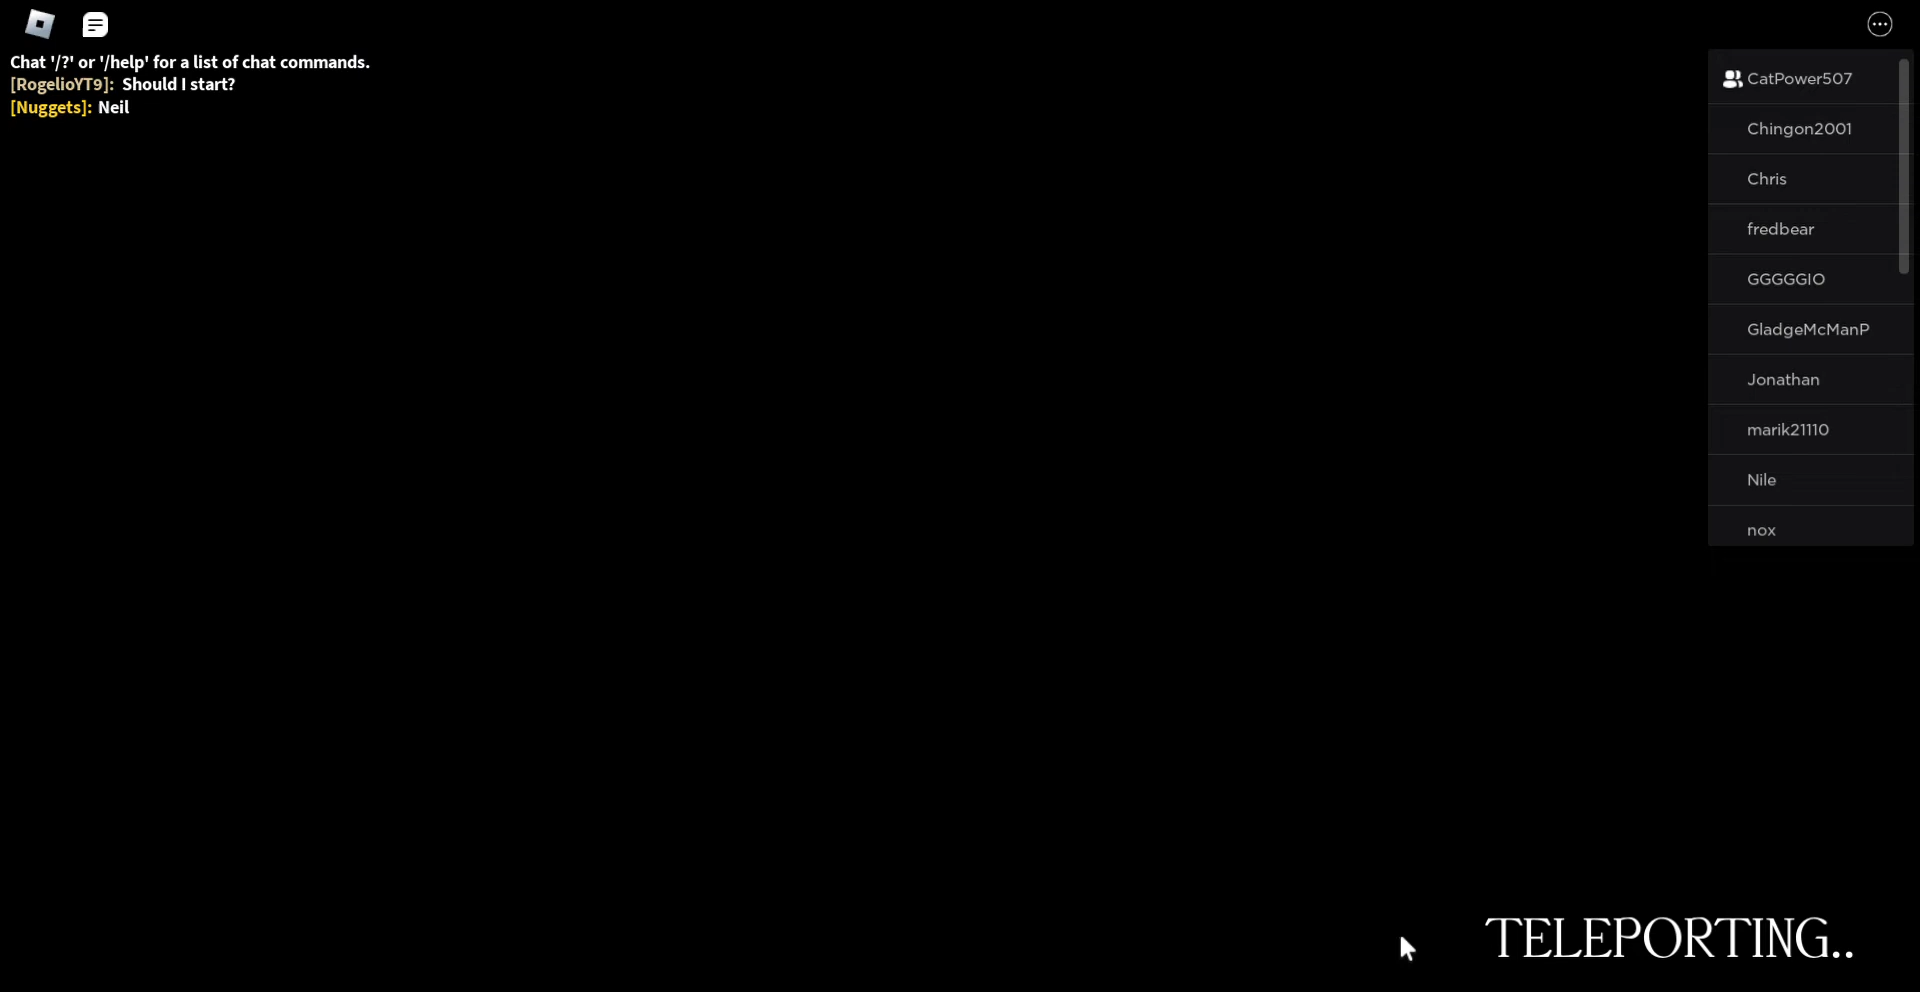 Chat '/?' or '/help' for a list of chat commands.
[RogelioYT9]: Should I start?
[Nuggets]: Neil
CatPower507
Chingon2001
Chris
fredbear
GGGGGIO
GladgeMcManP
Jonathan
marik21110
Nile
nox
TELEPORTING..